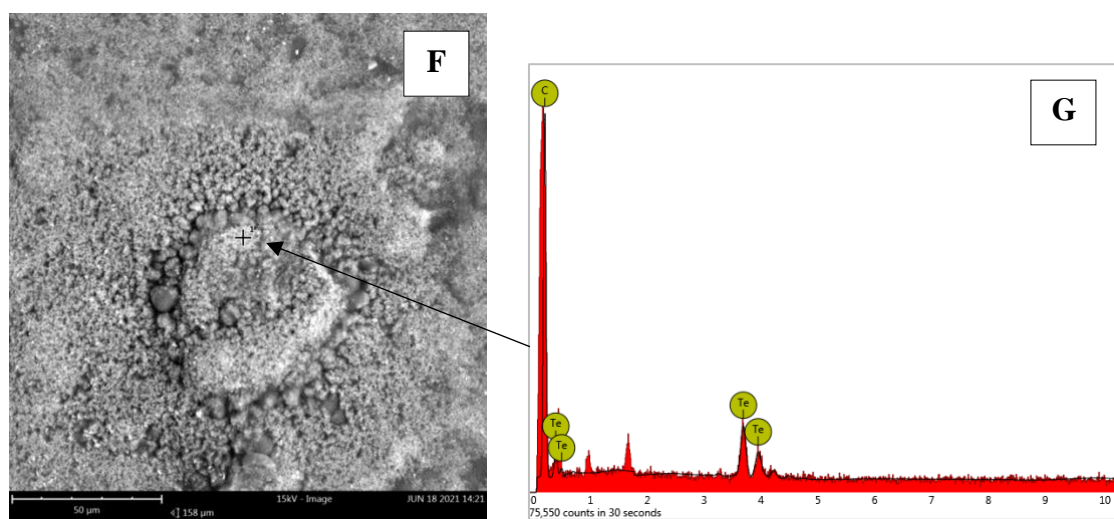 F
1
50 µm
158 µm
15kV - Image
JUN 18 2021 14:21
G
C
Te
Te
Te
Te
0 1 2 3 4 5 6 7 8 9 10
75,550 counts in 30 seconds